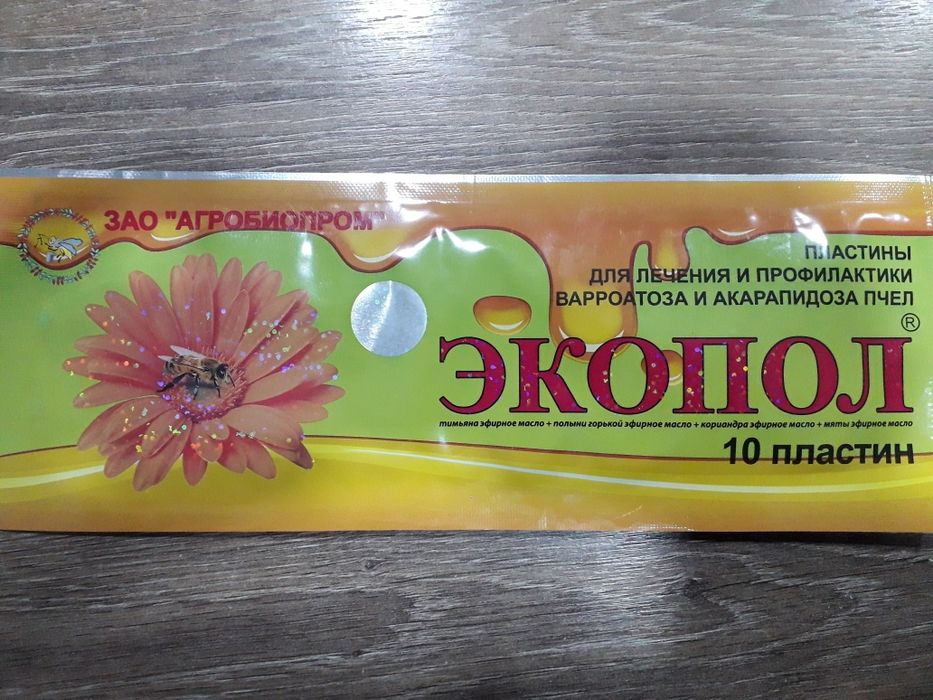 ЗАО "АГРОБИОПРОМ"
ПЛАСТИНЫ
ДЛЯ ЛЕЧЕНИЯ И ПРОФИЛАКТИКИ
ВАРРОАТОЗА И АКАРАПИДОЗА ПЧЕЛ
ЭКОПОЛ®
тимьяна эфирное масло + полыни горькой эфирное масло + кориандра эфирное масло + мяты эфирное масло
10 пластин